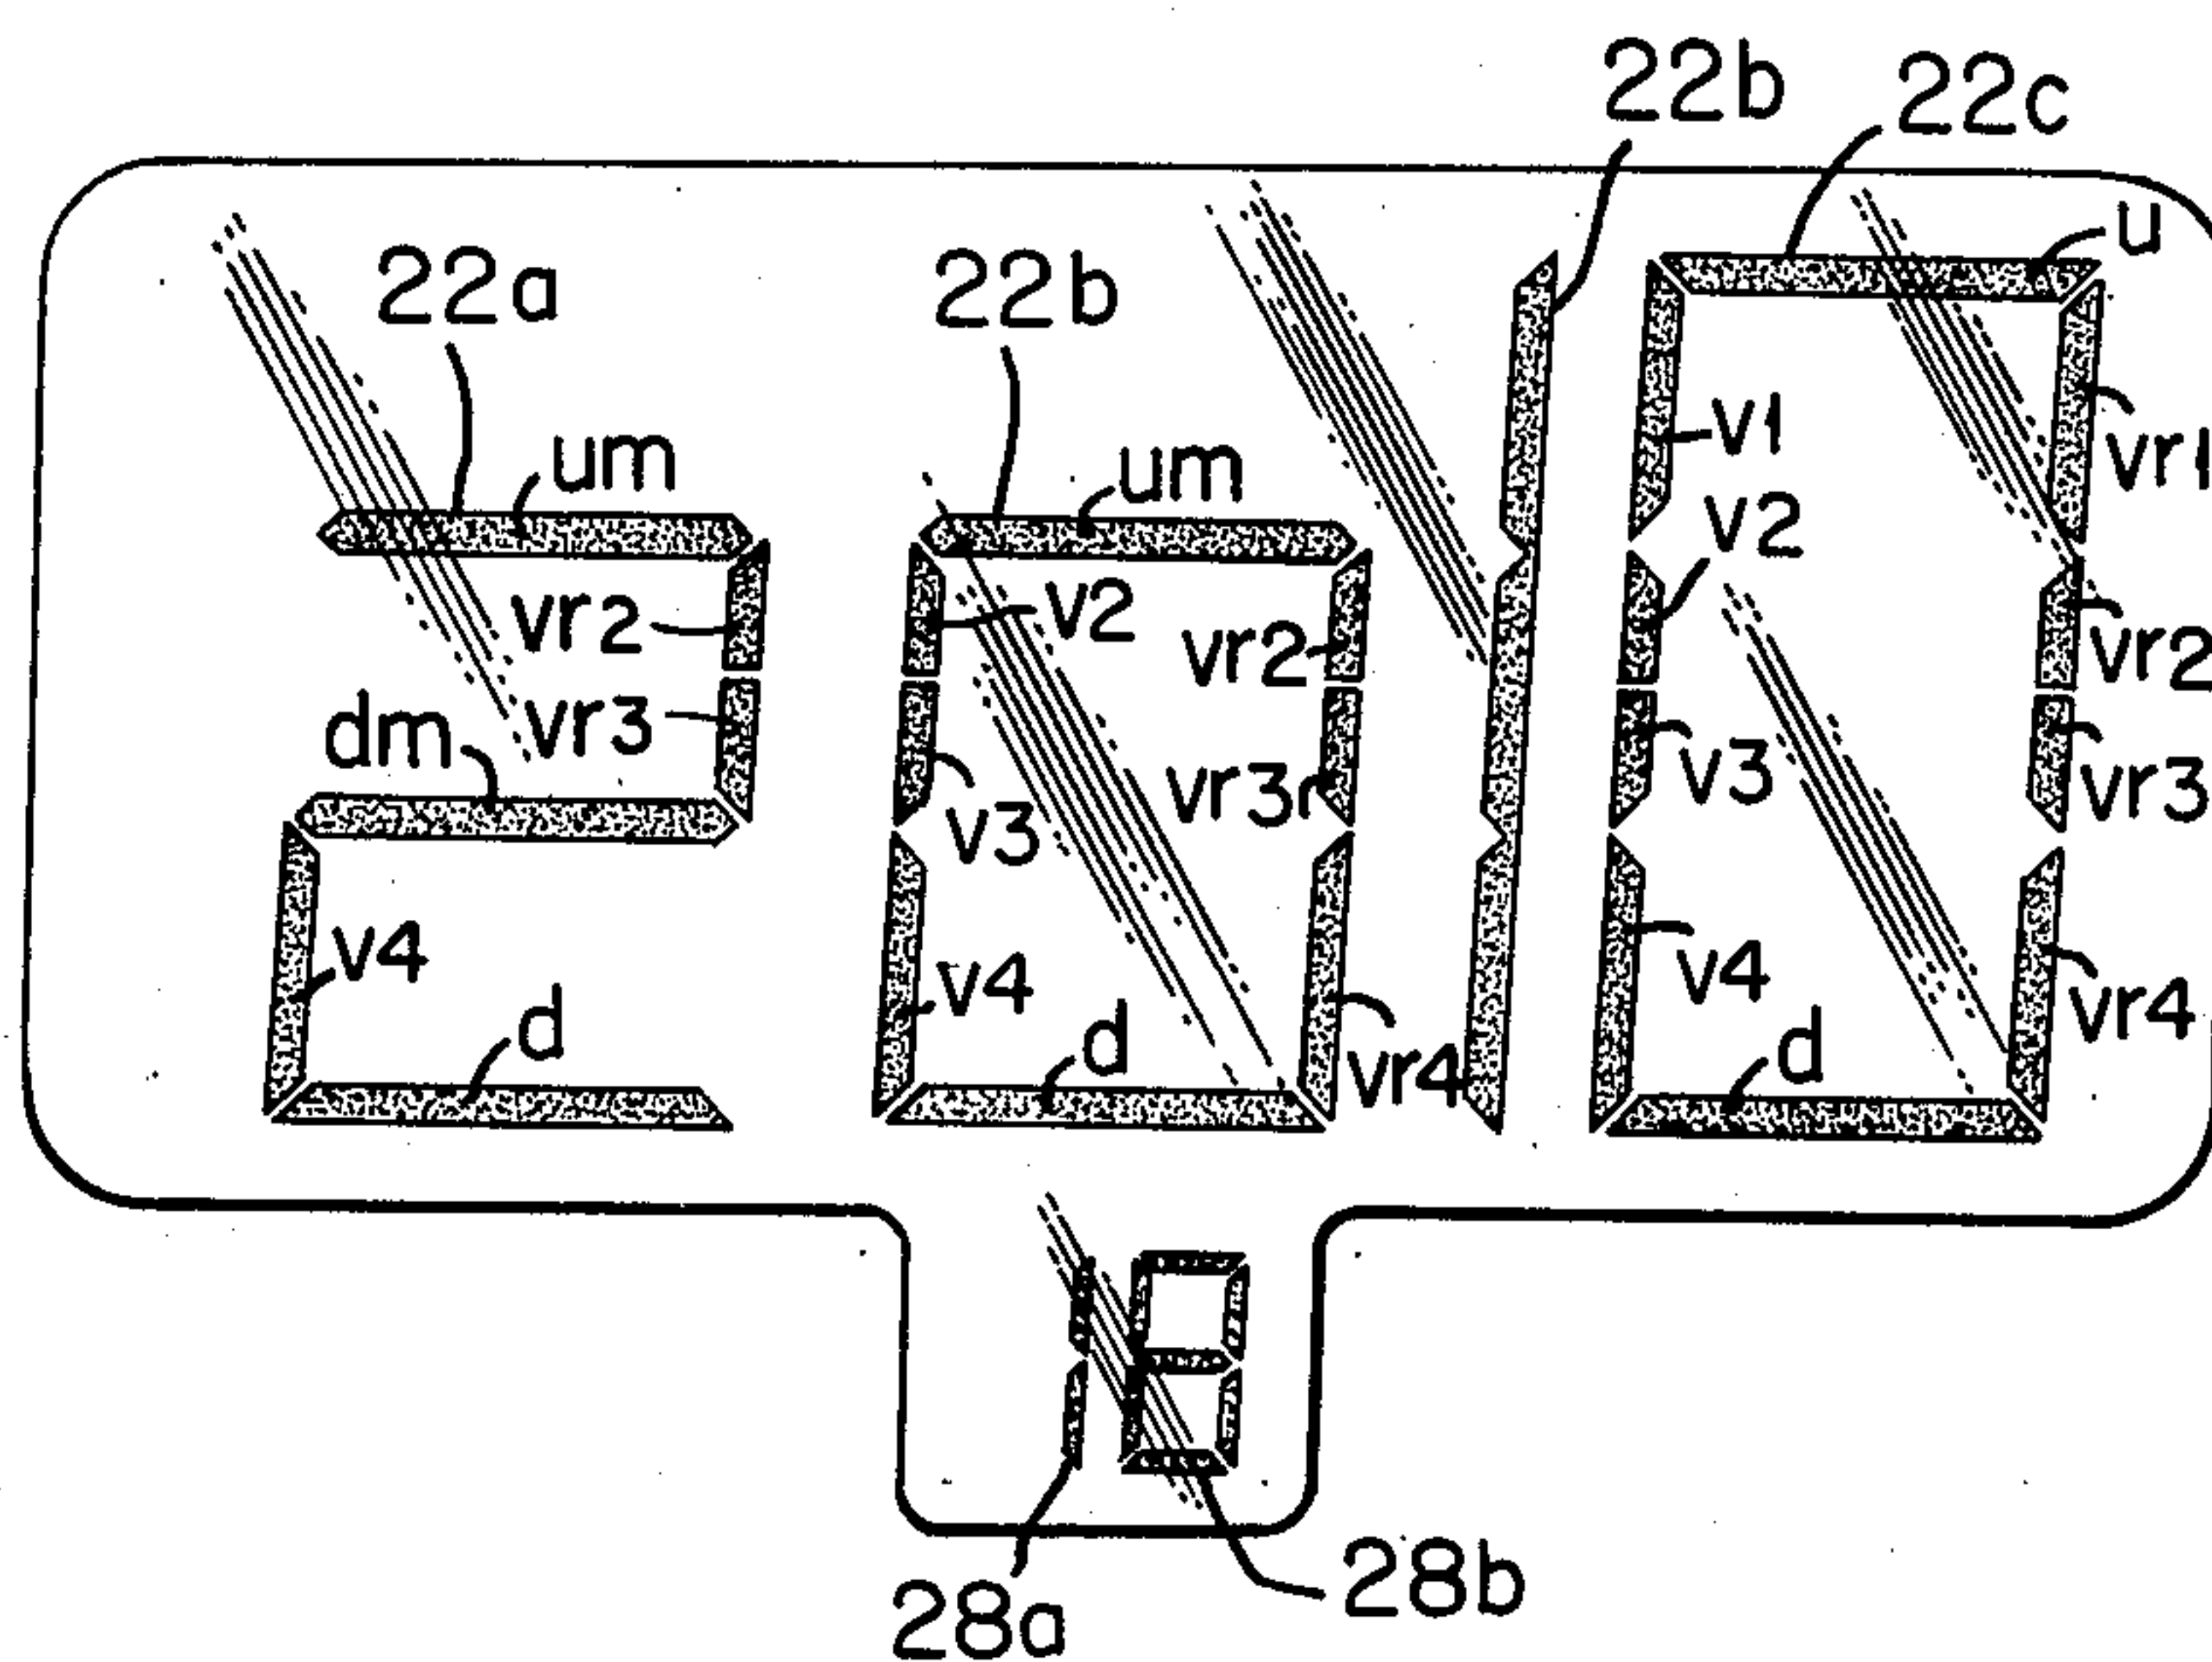 22b 22c
u
22a 22b
v1
um um vr1
v2
vr2 v2 vr2 vr2
dm vr3 v3 vr3 v3 vr3
v4 v4 v4 vr4
d d vr4 d
28a 28b